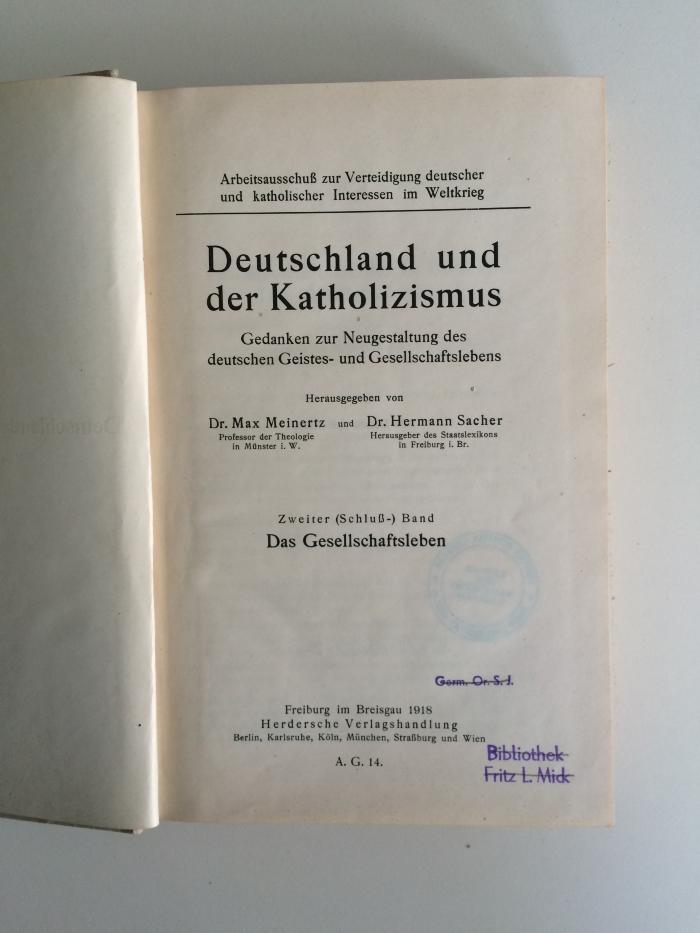 Arbeitsausschuß zur Verteidigung deutscher
und katholischer Interessen im Weltkrieg
Deutschland und
der Katholizismus
Gedanken zur Neugestaltung des
deutschen Geistes- und Gesellschaftslebens
Herausgegeben von
Dr. Max Meinertz und Dr. Hermann Sacher
Professor der Theologie
in Münster i. W.
Herausgeber des Staatslexikons
in Freiburg i. Br.
Zweiter (Schluß-) Band
Das Gesellschaftsleben
Germ. Or. S. J.
Freiburg im Breisgau 1918
Herdersche Verlagshandlung
Berlin, Karlsruhe, Köln, München, Straßburg und Wien
A. G. 14.
Bibliothek
Fritz L. Mick